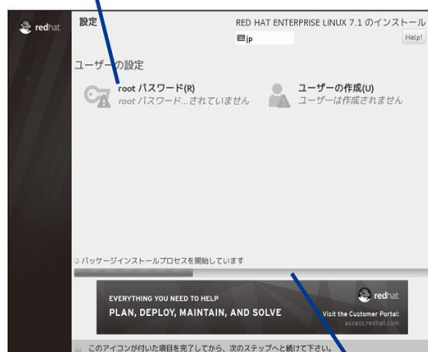 redhat
設定
RED HAT ENTERPRISE LINUX 7.1 のインストール
jp
Help!
ユーザーの設定
root パスワード(R)
root パスワード...されていません
ユーザーの作成(U)
ユーザーは作成されません
パッケージインストールプロセスを開始しています
redhat
EVERYTHING YOU NEED TO HELP
PLAN, DEPLOY, MAINTAIN, AND SOLVE
Visit the Customer Portal:
access.redhat.com
このアイコンが付いた項目を完了してから、次のステップへと続けて下さい。